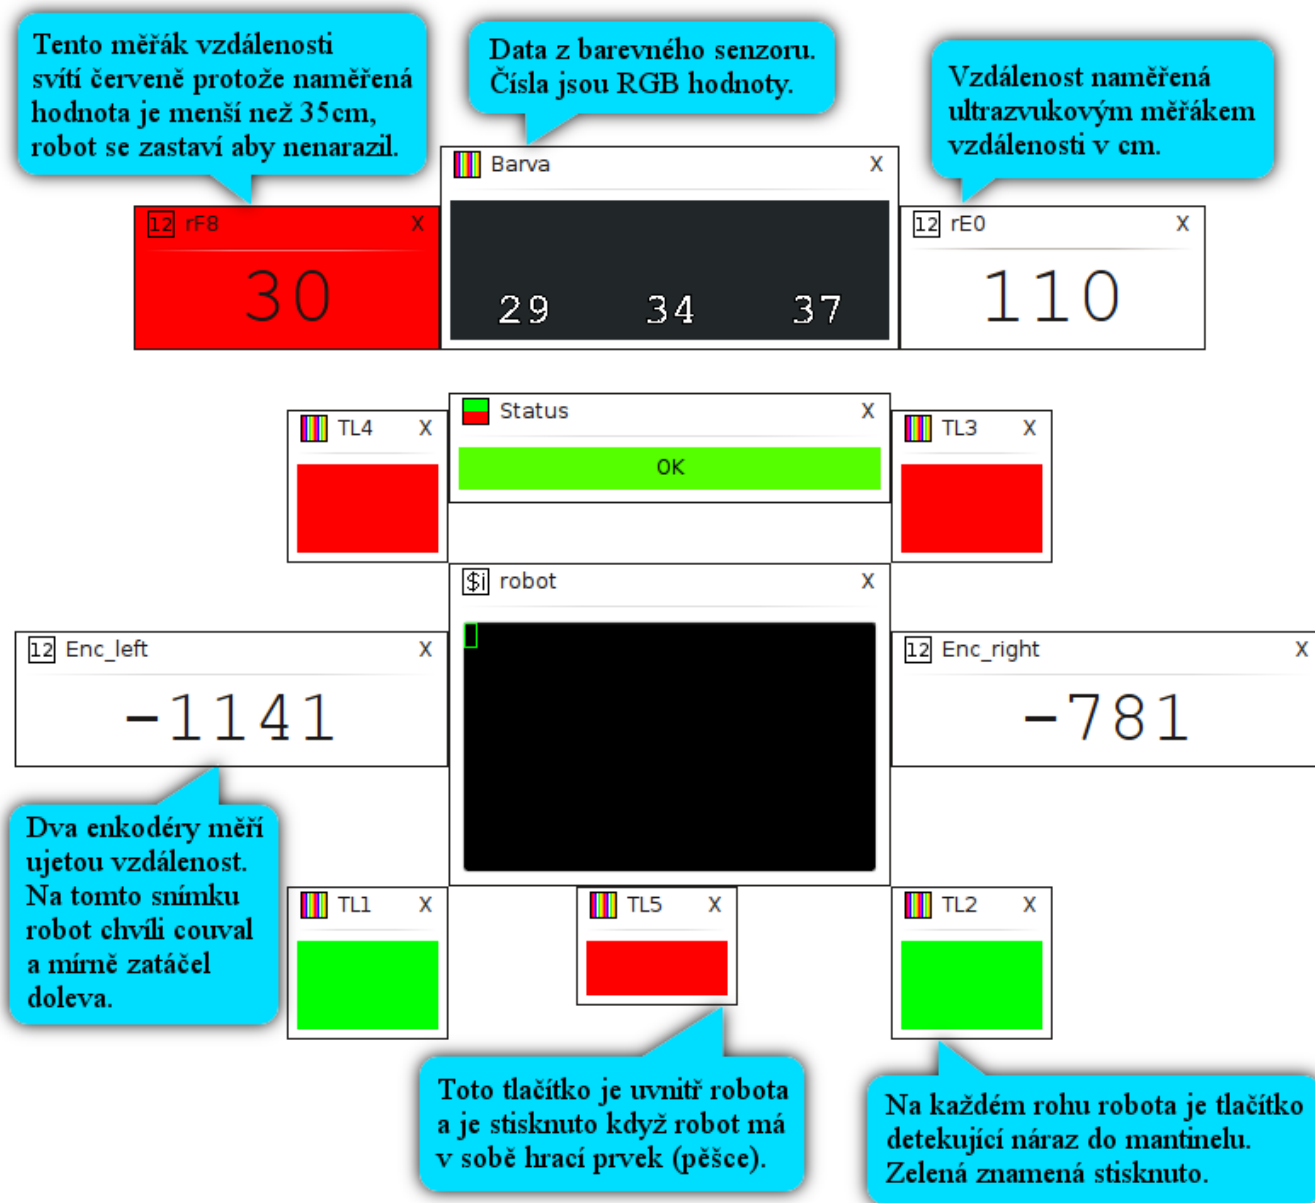 Tento měřák vzdálenosti
svítí červeně protože naměřená
hodnota je menší než 35cm,
robot se zastaví aby nenarazil.
Data z barevného senzoru.
Čísla jsou RGB hodnoty.
Vzdálenost naměřená
ultrazvukovým měřákem
vzdálenosti v cm.
12 rF8 X
30
Barva X
29 34 37
12 rE0 X
110
TL4 X
Status X
OK
TL3 X
$i robot X
12 Enc_left X
-1141
12 Enc_right X
-781
Dva enkodéry měří
ujetou vzdálenost.
Na tomto snímku
robot chvíli couval
a mírně zatáčel
doleva.
TL1 X
TL5 X
TL2 X
Toto tlačítko je uvnitř robota
a je stisknuto když robot má
v sobě hrací prvek (pěšce).
Na každém rohu robota je tlačítko
detekující náraz do mantinelu.
Zelená znamená stisknuto.